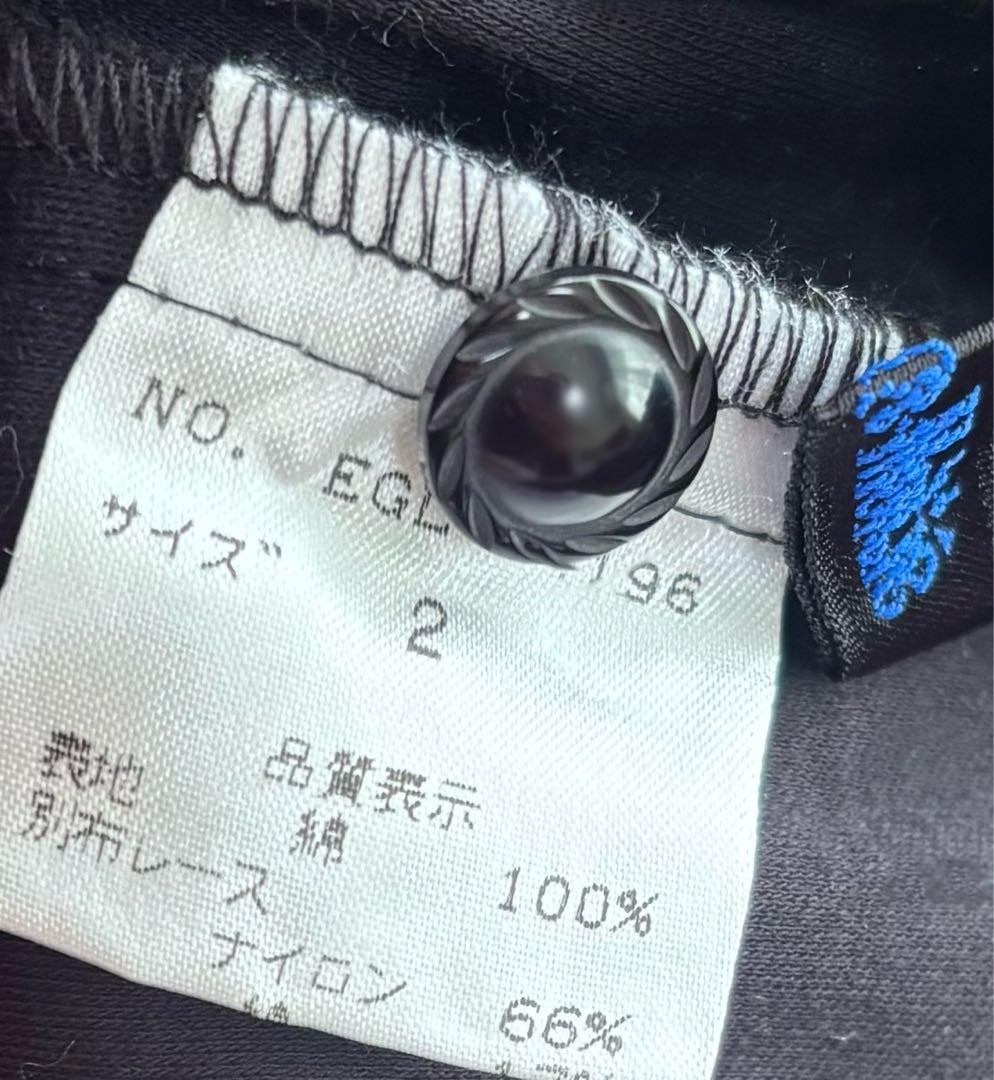 NO. EGL 196
サイズ
2
品質表示
表地 綿 100%
別布レース
ナイロン 66%
綿